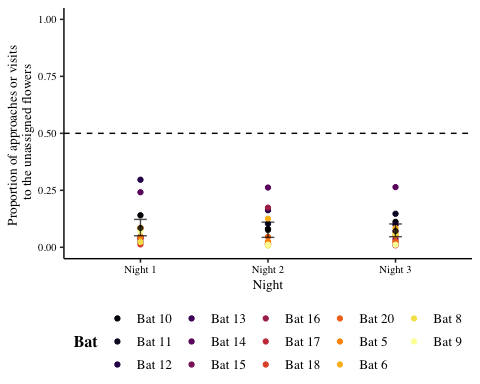 Proportion of approaches or visits
to the unassigned flowers
1.00
0.75
0.50
0.25
0.00
Night 1 Night 2 Night 3
Night
Bat
Bat 10 Bat 13 Bat 16 Bat 20 Bat 8
Bat 11 Bat 14 Bat 17 Bat 5 Bat 9
Bat 12 Bat 15 Bat 18 Bat 6